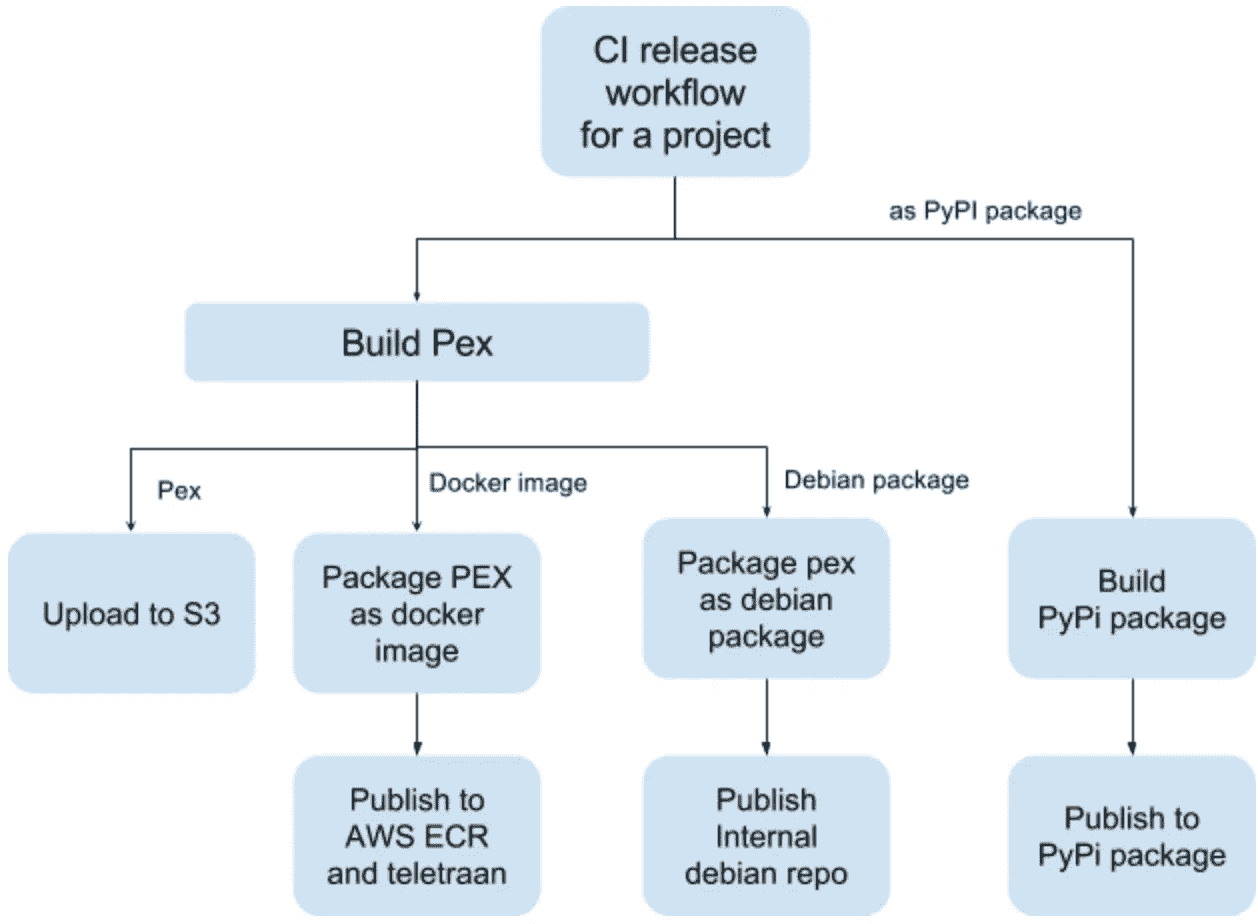 CI release
workflow
for a project
as PyPI package
Build Pex
Pex
Docker image
Debian package
Upload to S3
Package PEX
as docker
image
Package pex
as debian
package
Build
PyPi package
Publish to
AWS ECR
and teletraan
Publish
Internal
debian repo
Publish to
PyPi package